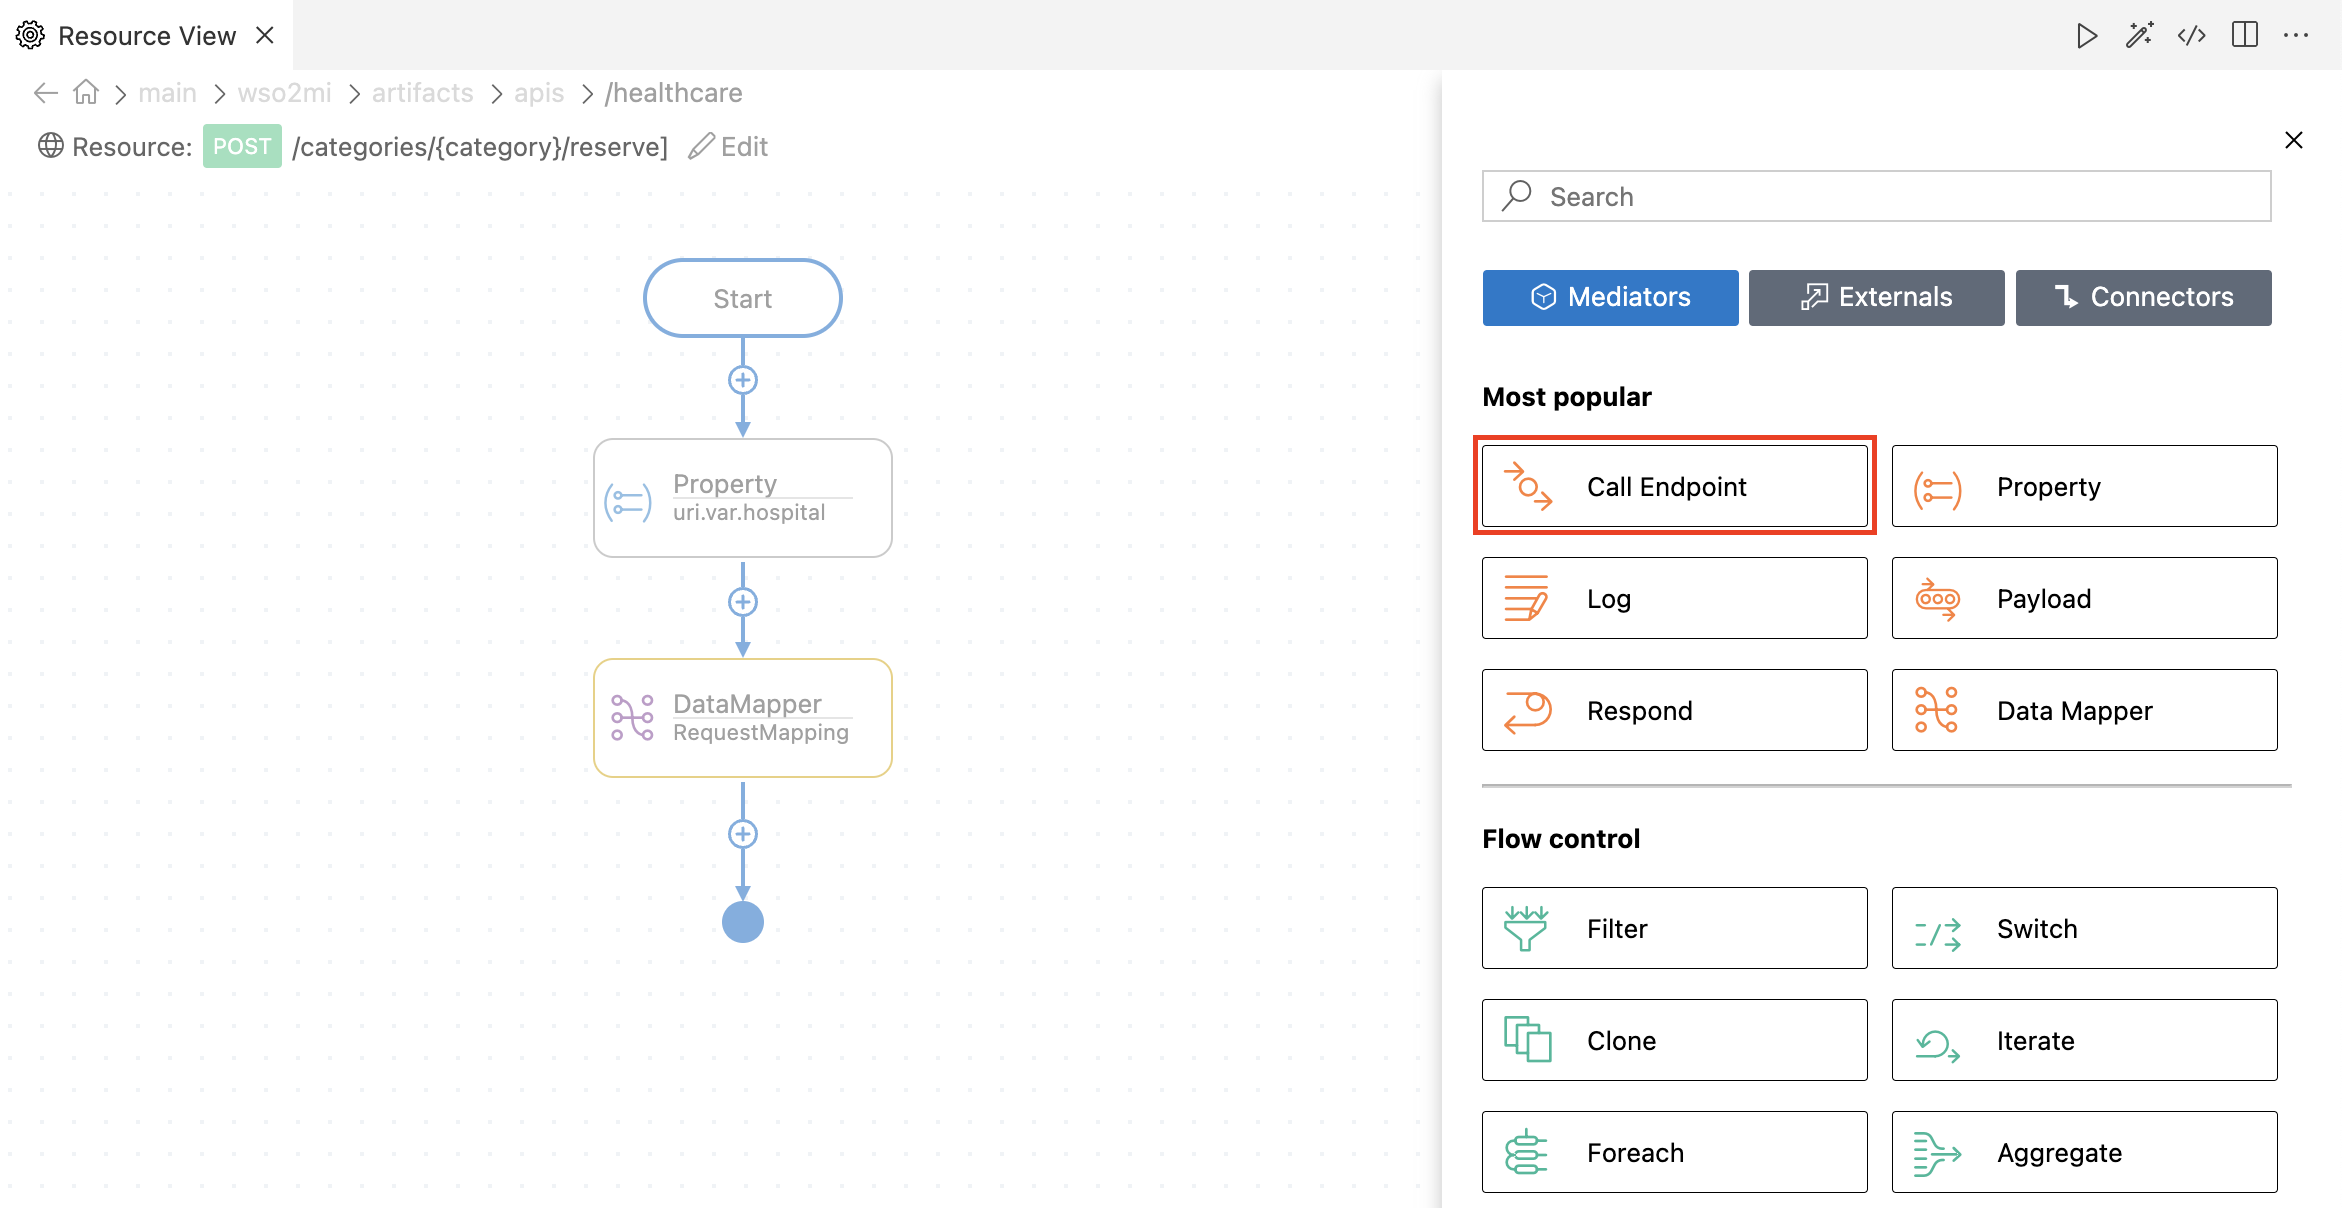 Resource View
main wso2mi artifacts apis /healthcare
Resource: POST /categories/{category}/reserve] Edit
Start
Property
uri.var.hospital
DataMapper
RequestMapping
Search
Mediators Externals Connectors
Most popular
Call Endpoint Property
Log Payload
Respond Data Mapper
Flow control
Filter Switch
Clone Iterate
Foreach Aggregate